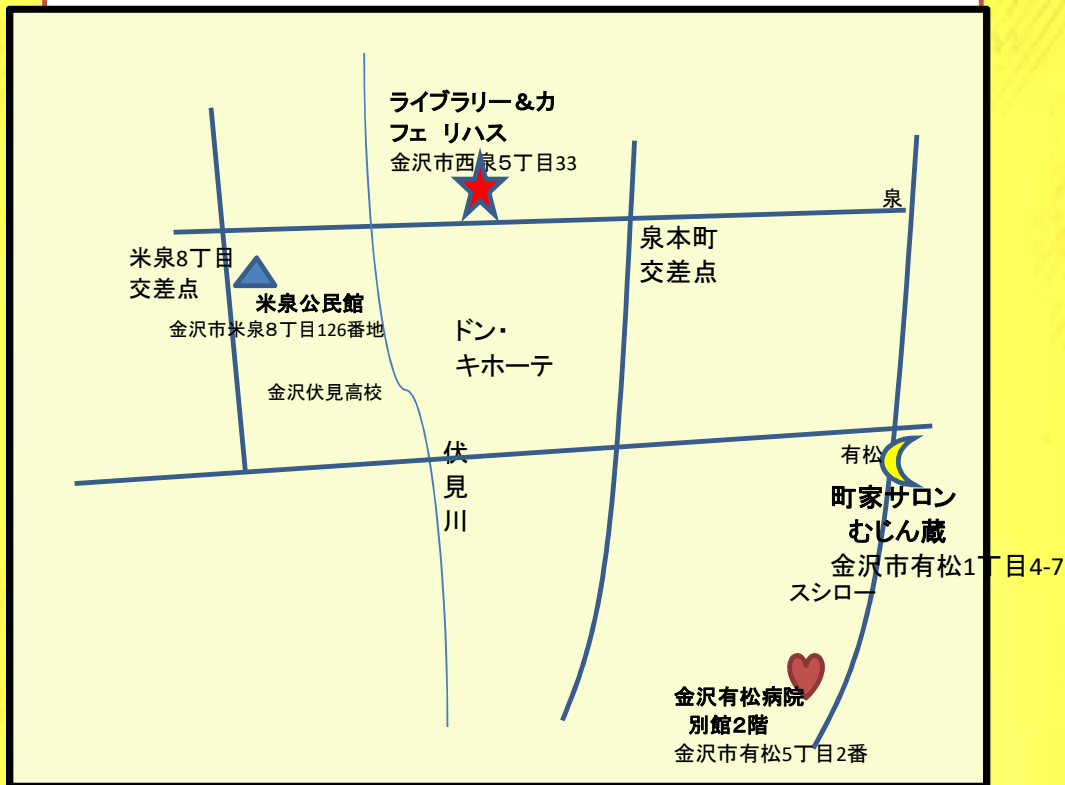 ライブラリー＆カ
フェ リハス
金沢市西泉5丁目33
泉
米泉8丁目
交差点
泉本町
交差点
米泉公民館
金沢市米泉8丁目126番地
ドン・
キホーテ
金沢伏見高校
伏
見
川
有松
町家サロン
むじん蔵
金沢市有松1丁目4-7
スシロー
金沢有松病院
別館2階
金沢市有松5丁目2番